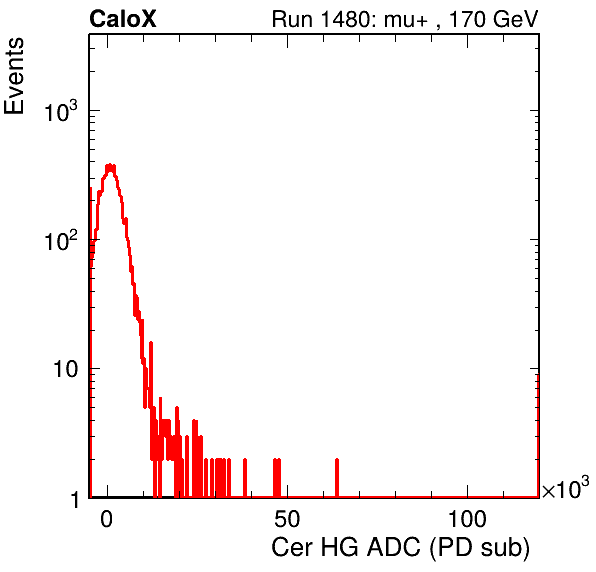 CaloX Run 1480: mu+ , 170 GeV
Events
10³
10²
10
1
0 50 100 ×10³
Cer HG ADC (PD sub)